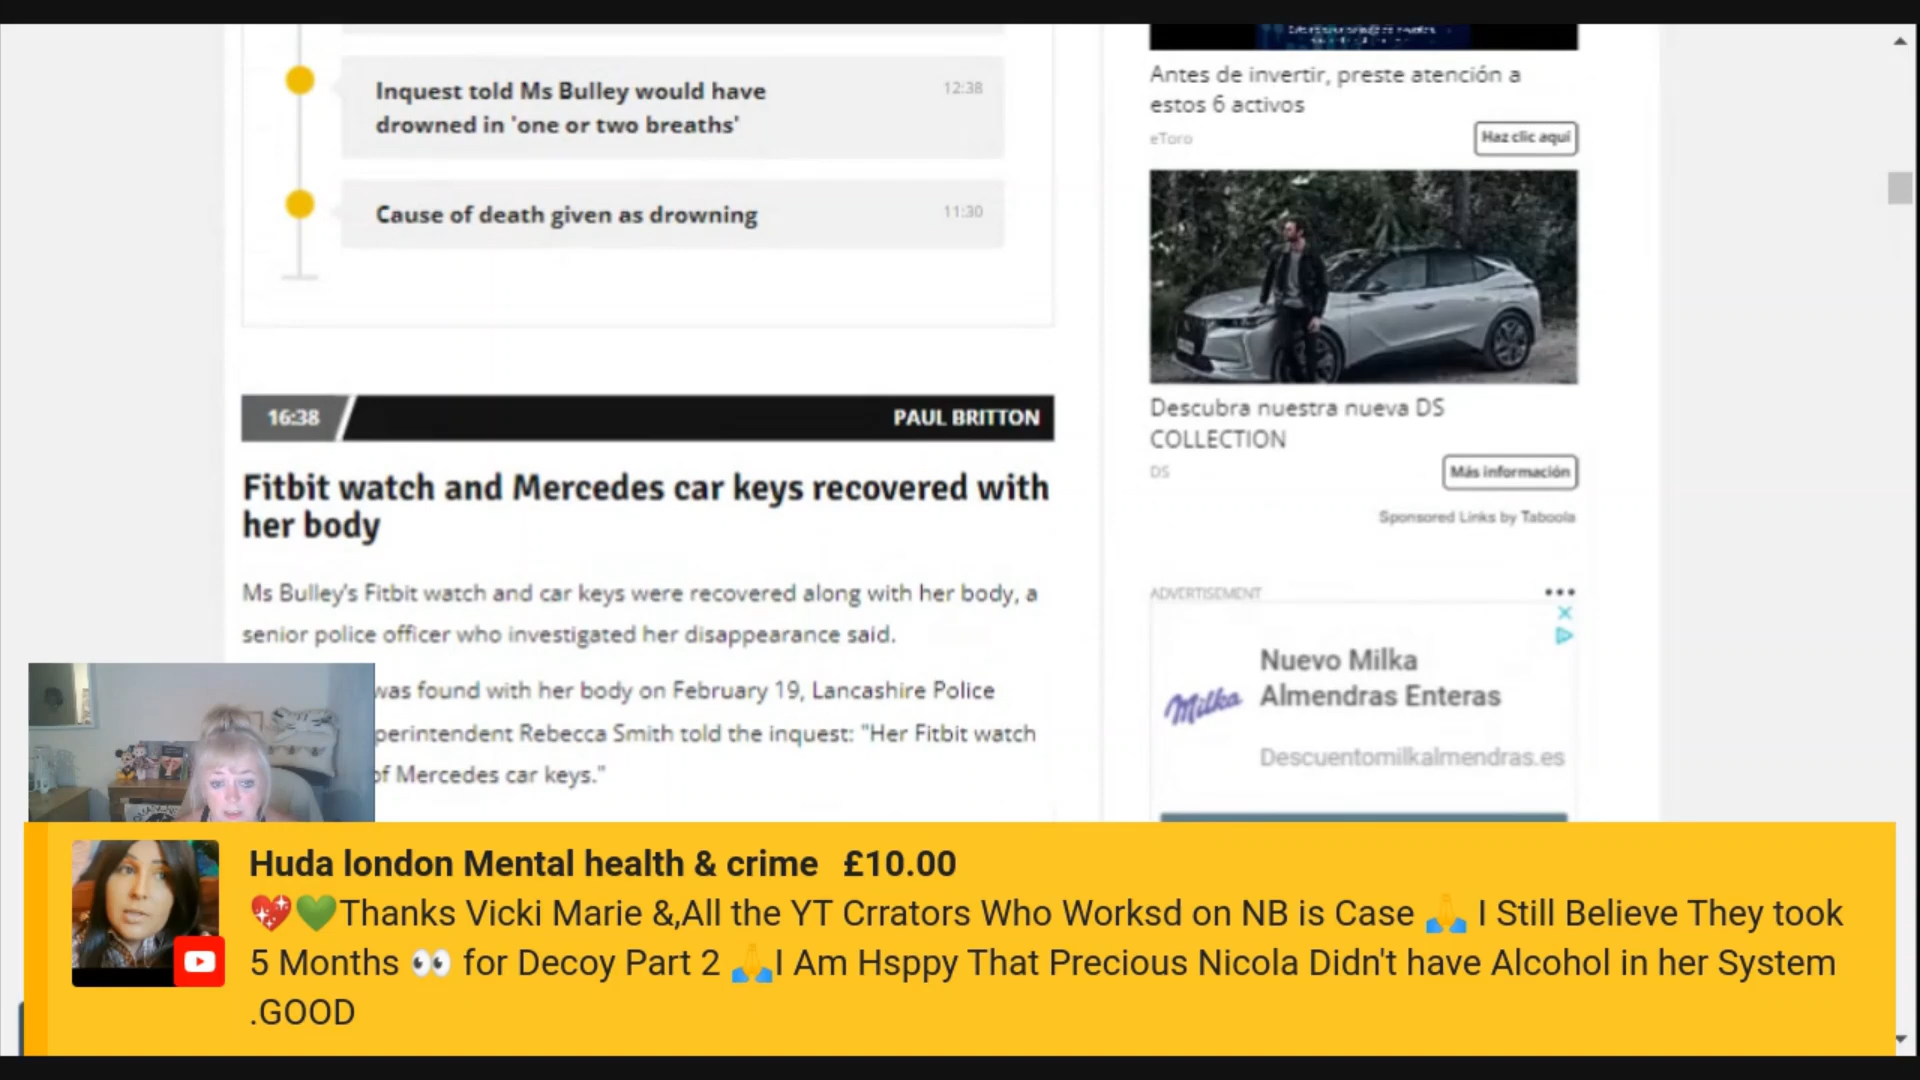 Inquest told Ms Bulley would have
drowned in 'one or two breaths'
12:38
Cause of death given as drowning
11:30
16:38
PAUL BRITTON
Fitbit watch and Mercedes car keys recovered with
her body
Ms Bulley's Fitbit watch and car keys were recovered along with her body, a
senior police officer who investigated her disappearance said.
was found with her body on February 19, Lancashire Police
perintendent Rebecca Smith told the inquest: "Her Fitbit watch
of Mercedes car keys."
Antes de invertir, preste atención a
estos 6 activos
eToro
Haz clic aquí
Descubra nuestra nueva DS
COLLECTION
DS
Más información
Sponsored Links by Taboola
ADVERTISEMENT
Milka
Nuevo Milka
Almendras Enteras
Descuentomilkalmendras.es
Huda london Mental health & crime £10.00
💖💚Thanks Vicki Marie &,All the YT Crrators Who Worksd on NB is Case 🙏 I Still Believe They took
5 Months 👀 for Decoy Part 2 🙏I Am Hsppy That Precious Nicola Didn't have Alcohol in her System
.GOOD